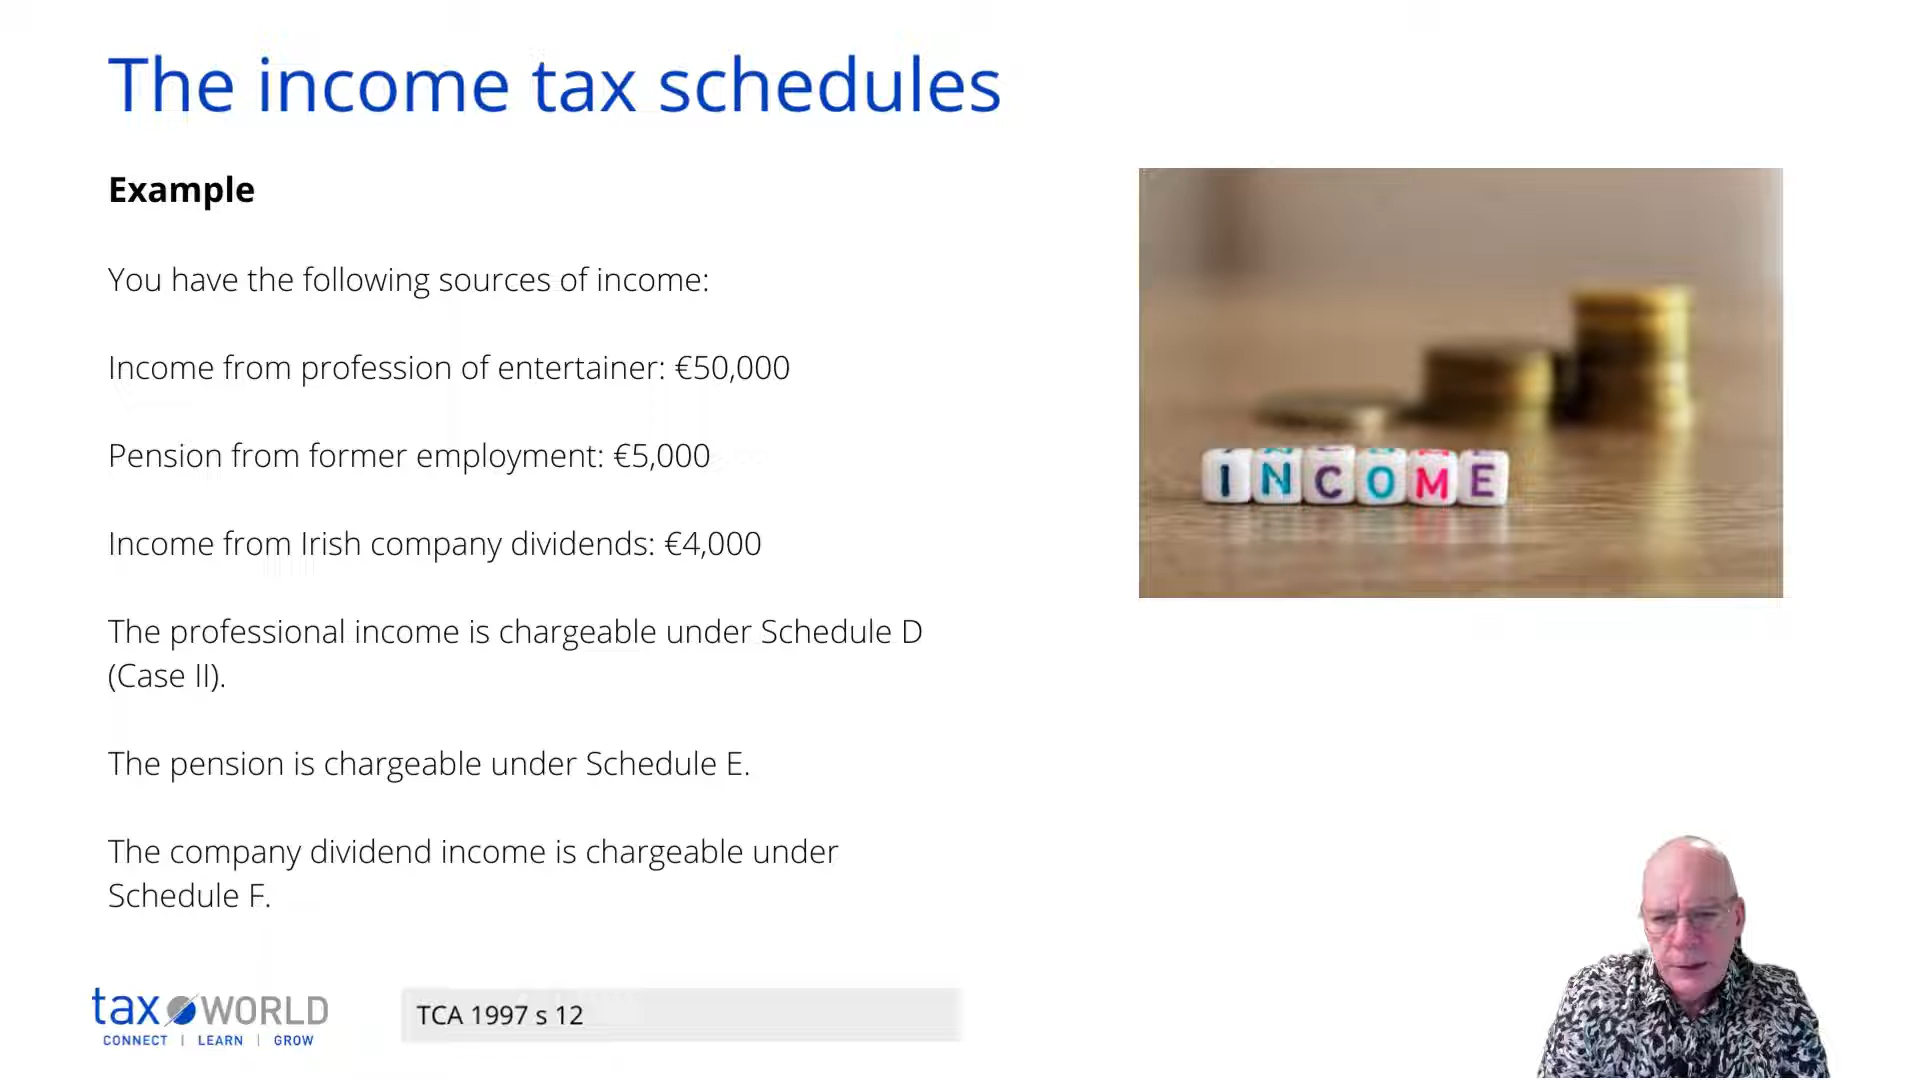 The income tax schedules
Example
You have the following sources of income:
Income from profession of entertainer: €50,000
Pension from former employment: €5,000
Income from Irish company dividends: €4,000
The professional income is chargeable under Schedule D
(Case II).
The pension is chargeable under Schedule E.
The company dividend income is chargeable under
Schedule F.
INCOME
tax WORLD
CONNECT | LEARN | GROW
TCA 1997 s 12